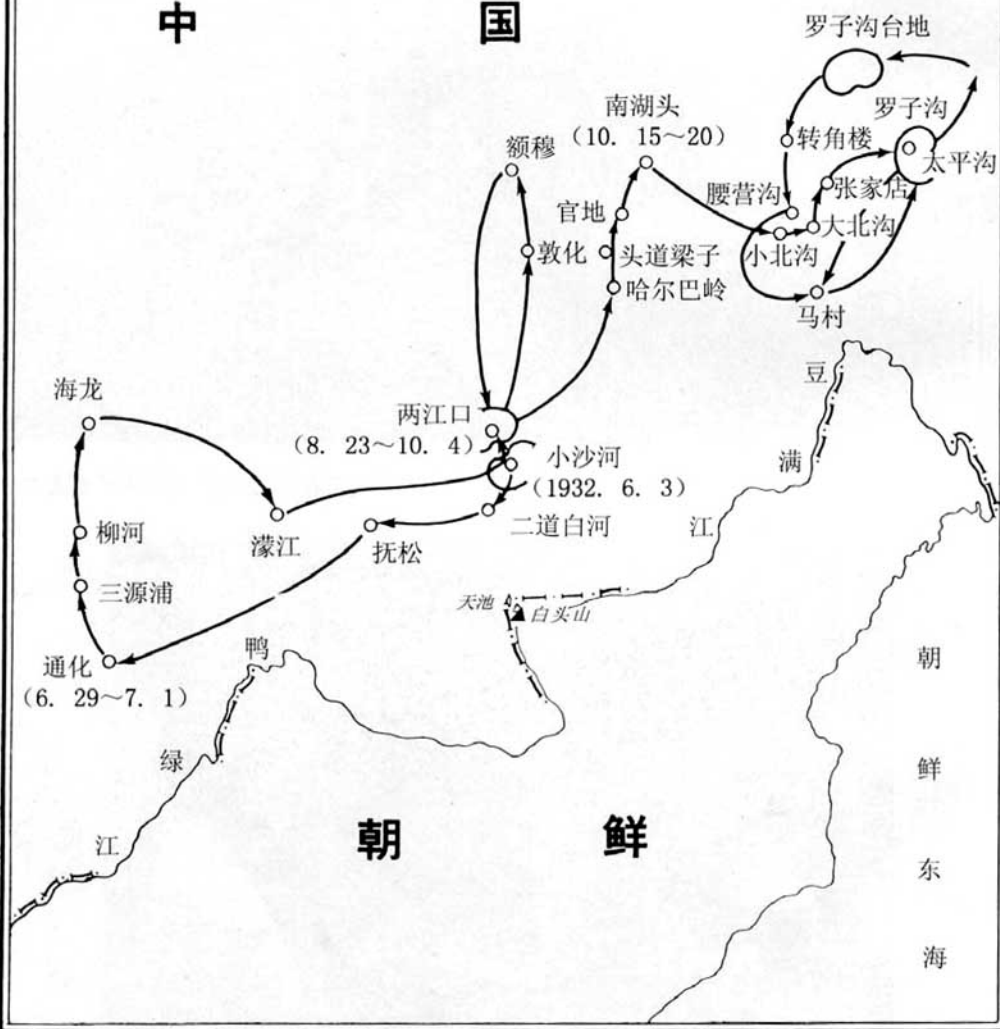 中 国
罗子沟台地
南湖头
(10. 15～20)
罗子沟
额穆
转角楼
太平沟
张家店
腰营沟
官地
大北沟
敦化
头道梁子
小北沟
哈尔巴岭
马村
豆
海龙
两江口
(8. 23～10. 4)
小沙河
(1932. 6. 3)
满
柳河
濛江
抚松
二道白河
江
三源浦
天池
白头山
通化
(6. 29～7. 1)
鸭
绿
江
朝 鲜
朝
鲜
东
海